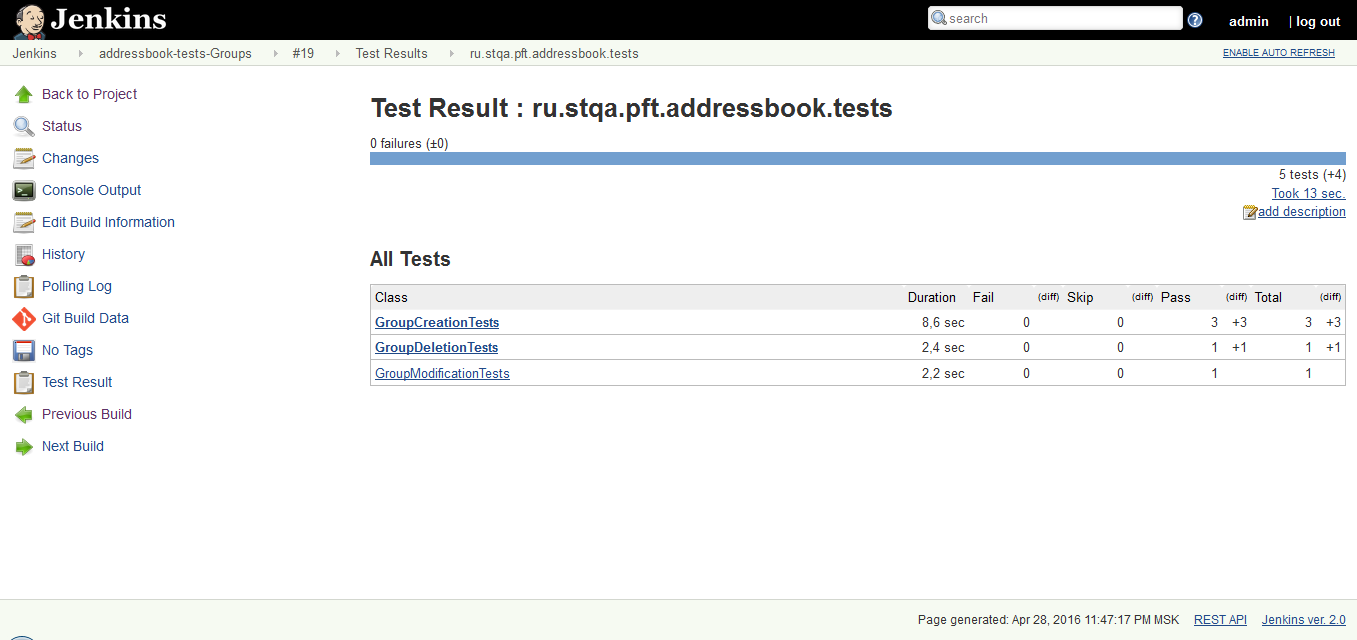 Jenkins
search
admin | log out
Jenkins addressbook-tests-Groups #19 Test Results ru.stqa.pft.addressbook.tests ENABLE AUTO REFRESH
Back to Project
Status
Changes
Console Output
Edit Build Information
History
Polling Log
Git Build Data
No Tags
Test Result
Previous Build
Next Build
Test Result : ru.stqa.pft.addressbook.tests
0 failures (±0)
5 tests (+4)
Took 13 sec.
add description
All Tests
Class Duration Fail (diff) Skip (diff) Pass (diff) Total (diff)
GroupCreationTests 8,6 sec 0 0 3 +3 3 +3
GroupDeletionTests 2,4 sec 0 0 1 +1 1 +1
GroupModificationTests 2,2 sec 0 0 1 1
Page generated: Apr 28, 2016 11:47:17 PM MSK REST API Jenkins ver. 2.0